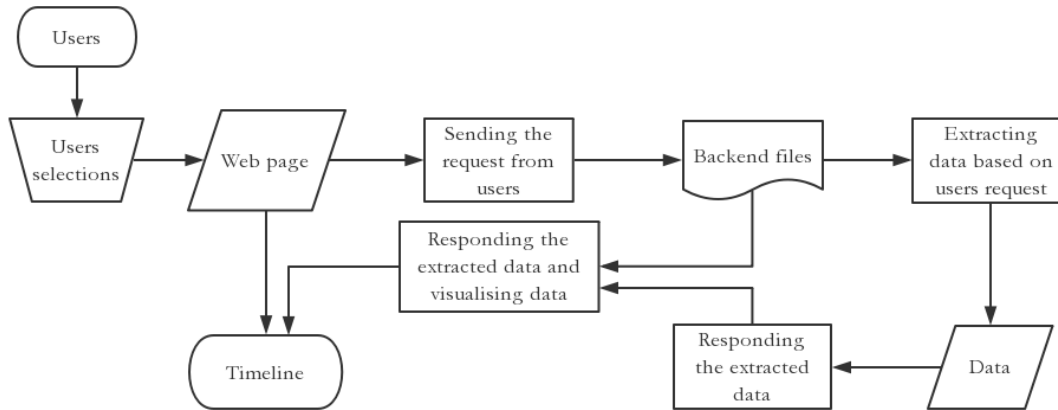 Users
Users
selections
Web page
Sending the
request from
users
Backend files
Extracting
data based on
users request
Responding the
extracted data and
visualising data
Timeline
Responding
the extracted
data
Data